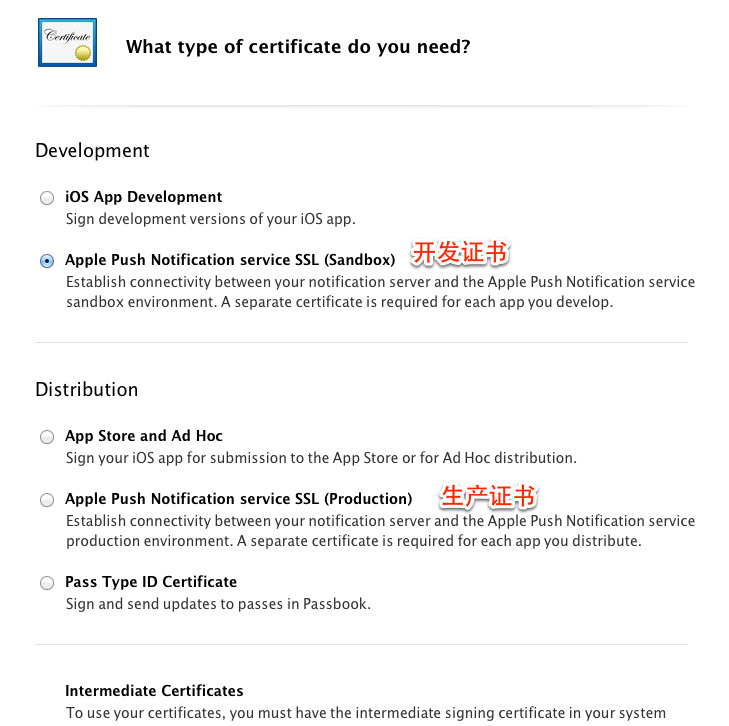 Certificate
What type of certificate do you need?
Development
iOS App Development
Sign development versions of your iOS app.
Apple Push Notification service SSL (Sandbox) 开发证书
Establish connectivity between your notification server and the Apple Push Notification service
sandbox environment. A separate certificate is required for each app you develop.
Distribution
App Store and Ad Hoc
Sign your iOS app for submission to the App Store or for Ad Hoc distribution.
Apple Push Notification service SSL (Production) 生产证书
Establish connectivity between your notification server and the Apple Push Notification service
production environment. A separate certificate is required for each app you distribute.
Pass Type ID Certificate
Sign and send updates to passes in Passbook.
Intermediate Certificates
To use your certificates, you must have the intermediate signing certificate in your system